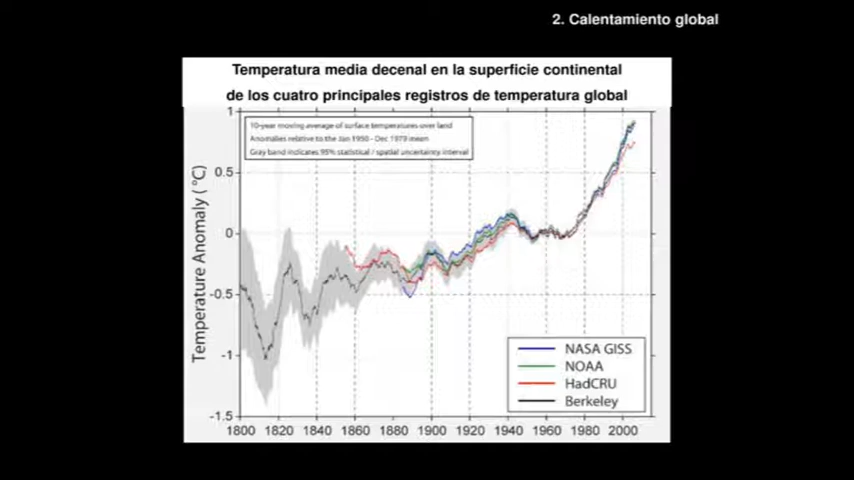 2. Calentamiento global
Temperatura media decenal en la superficie continental
de los cuatro principales registros de temperatura global
10-year moving average of surface temperatures over land
Anomalies relative to the Jan 1950 - Dec 1979 mean
Gray band indicates 95% statistical / spatial uncertainty interval
Temperature Anomaly ( °C)
1
0.5
0
-0.5
-1
-1.5
NASA GISS
NOAA
HadCRU
Berkeley
1800 1820 1840 1860 1880 1900 1920 1940 1960 1980 2000